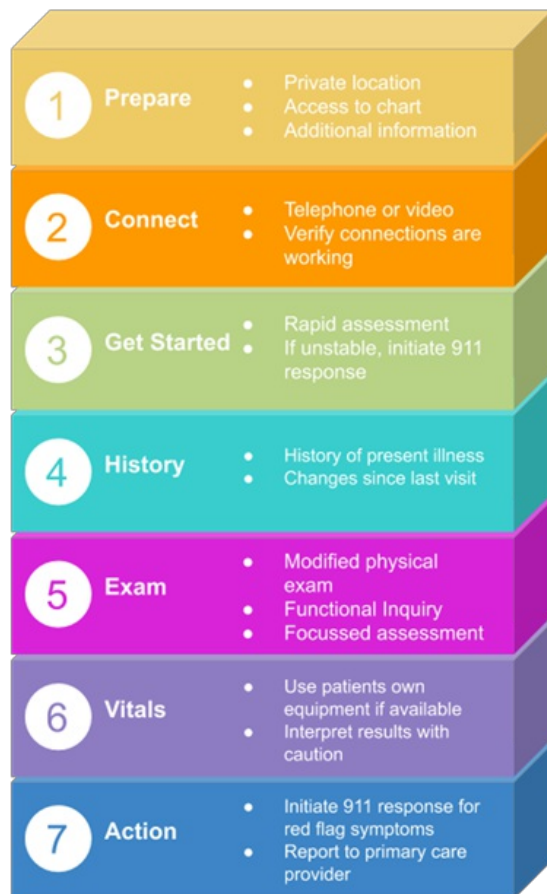 1 Prepare
● Private location
● Access to chart
● Additional information
2 Connect
● Telephone or video
● Verify connections are
working
3 Get Started
● Rapid assessment
● If unstable, initiate 911
response
4 History
● History of present illness
● Changes since last visit
5 Exam
● Modified physical
exam
● Functional Inquiry
● Focussed assessment
6 Vitals
● Use patients own
equipment if available
● Interpret results with
caution
7 Action
● Initiate 911 response for
red flag symptoms
● Report to primary care
provider